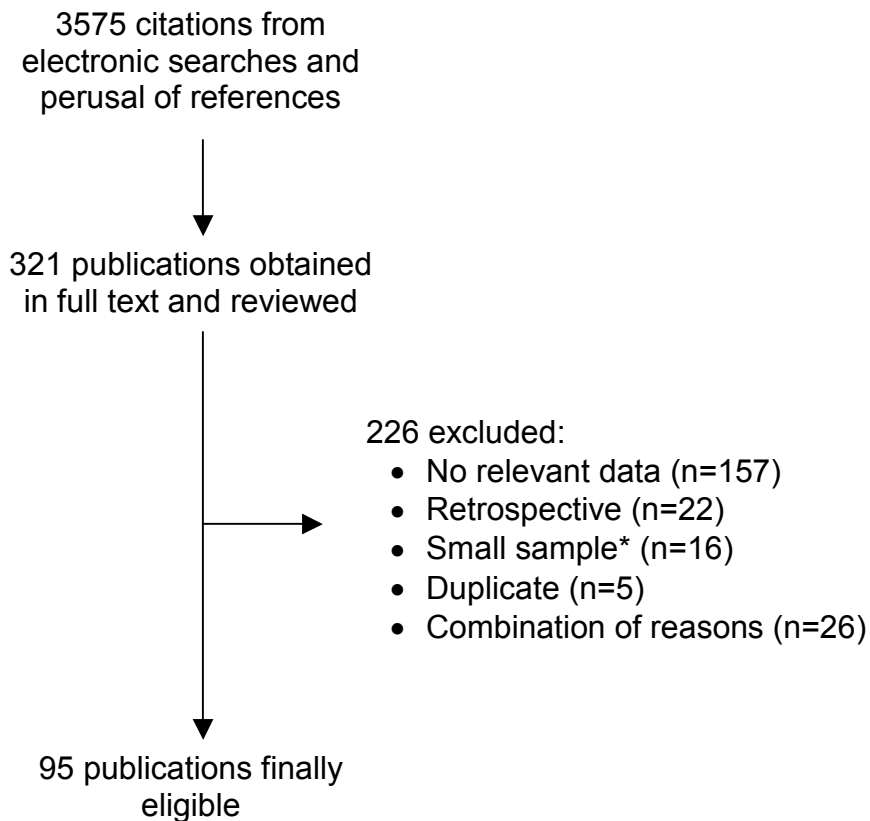 3575 citations from
electronic searches and
perusal of references
321 publications obtained
in full text and reviewed
226 excluded:
• No relevant data (n=157)
• Retrospective (n=22)
• Small sample* (n=16)
• Duplicate (n=5)
• Combination of reasons (n=26)
95 publications finally
eligible